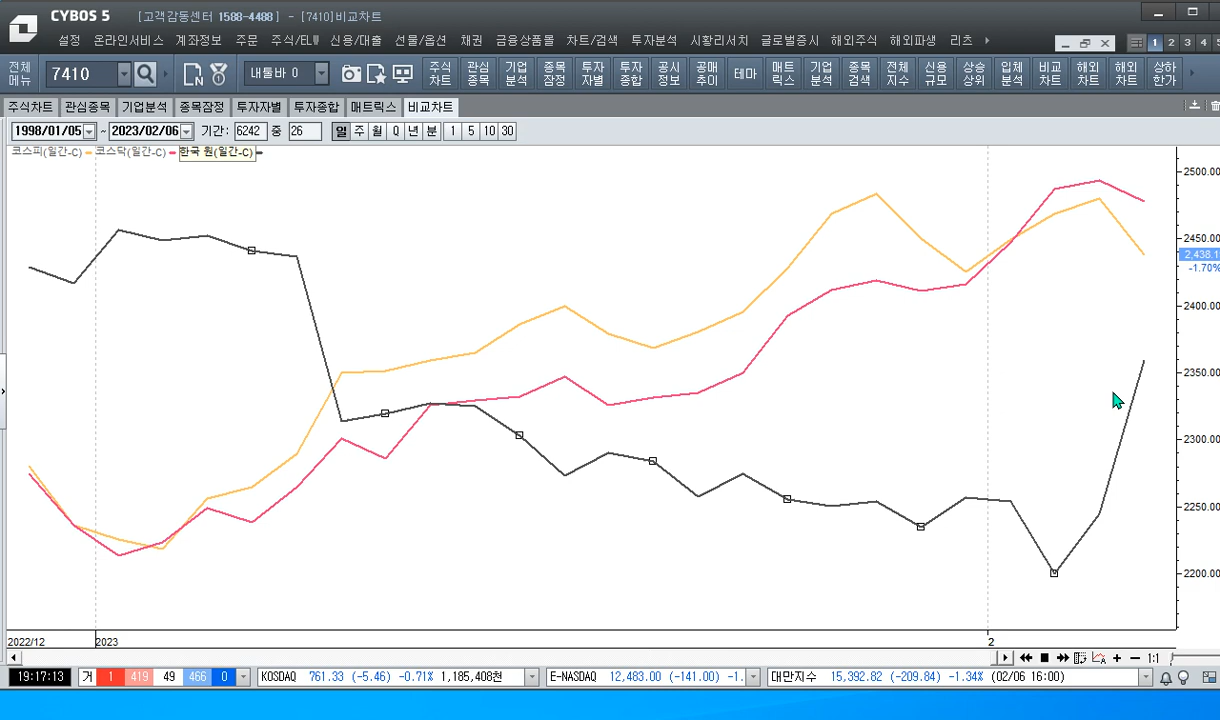 CYBOS 5 [고객감동센터 1588-4488] - [7410]비교차트
설정 온라인서비스 계좌정보 주문 주식/ELW 신용/대출 선물/옵션 채권 금융상품몰 차트/검색 투자분석 시황리서치 글로벌증시 해외주식 해외파생 리츠
1 2 3 4
전체메뉴 7410 내툴바 0 주식차트 관심종목 기업분석 종목잠정 투자자별 투자종합 공시정보 공매추이 테마 매트릭스 기업분석 종목검색 전체지수 신용규모 상승상위 입체분석 비교차트 해외차트 해외차트 상하한가
주식차트 관심종목 기업분석 종목잠정 투자자별 투자종합 매트릭스 비교차트
1998/01/05 ~ 2023/02/06 기간: 6242 중 26 일 주 월 Q 년 분 1 5 10 30
코스피(일간-C) 코스닥(일간-C) 한국 원(일간-C)
2500.00
2450.00
2,438.1
-1.70%
2400.00
2350.00
2300.00
2250.00
2200.00
2022/12 2023 2
1:1
19:17:13 거 1 419 49 466 0 KOSDAQ 761.33 (-5.46) -0.71% 1,185,408천 E-NASDAQ 12,483.00 (-141.00) -1. 대만지수 15,392.82 (-209.84) -1.34% (02/06 16:00)